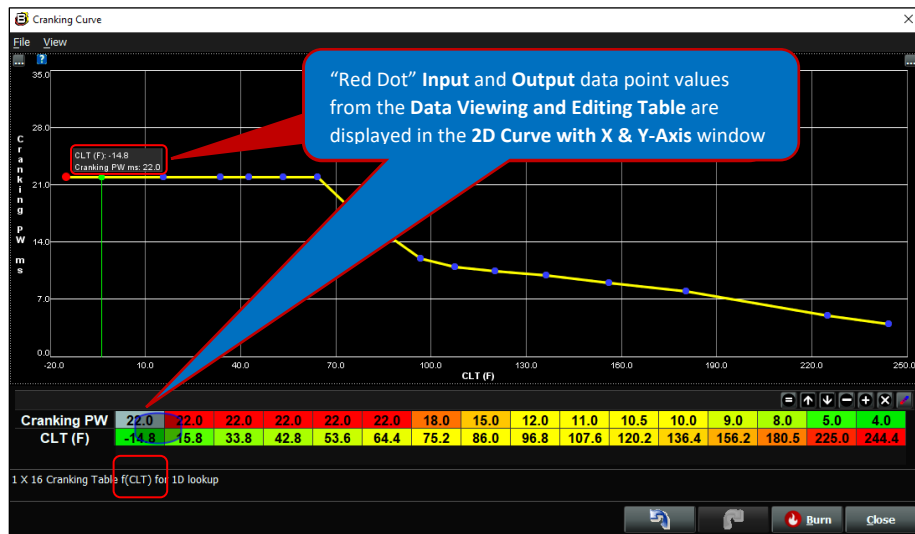 Cranking Curve
File View
"Red Dot" Input and Output data point values
from the Data Viewing and Editing Table are
displayed in the 2D Curve with X & Y-Axis window
35.0
28.0
21.0
14.0
7.0
0.0
Cranking PW ms
CLT (F): -14.8
Cranking PW ms: 22.0
-20.0 10.0 40.0 70.0 100.0 130.0 160.0 190.0 220.0 250.0
CLT (F)
Cranking PW 22.0 22.0 22.0 22.0 22.0 22.0 18.0 15.0 12.0 11.0 10.5 10.0 9.0 8.0 5.0 4.0
CLT (F) -14.8 15.8 33.8 42.8 53.6 64.4 75.2 86.0 96.8 107.6 120.2 136.4 156.2 180.5 225.0 244.4
1 X 16 Cranking Table f(CLT) for 1D lookup
Burn Close